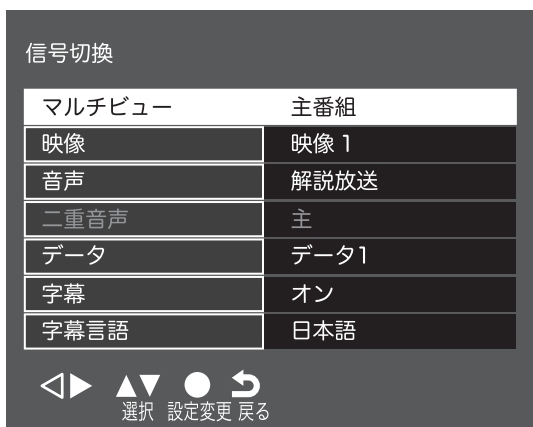 信号切換
マルチビュー 主番組
映像 映像 1
音声 解説放送
二重音声 主
データ データ1
字幕 オン
字幕言語 日本語
選択 設定変更 戻る